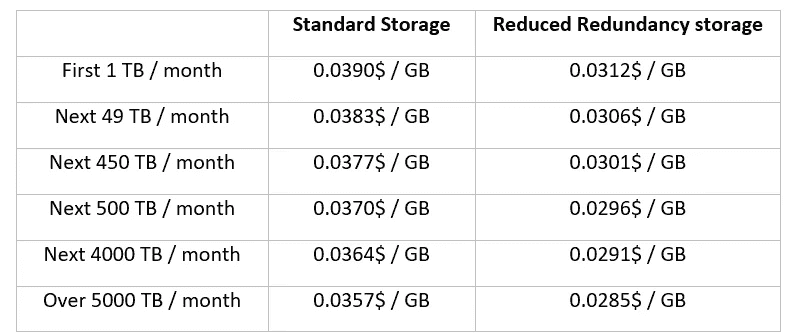 Standard Storage Reduced Redundancy storage
First 1 TB / month 0.0390$ / GB 0.0312$ / GB
Next 49 TB / month 0.0383$ / GB 0.0306$ / GB
Next 450 TB / month 0.0377$ / GB 0.0301$ / GB
Next 500 TB / month 0.0370$ / GB 0.0296$ / GB
Next 4000 TB / month 0.0364$ / GB 0.0291$ / GB
Over 5000 TB / month 0.0357$ / GB 0.0285$ / GB